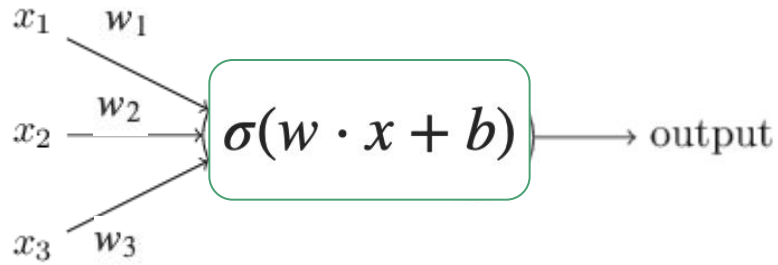 x₁ w₁
x₂ w₂
σ(w · x + b)
output
x₃ w₃